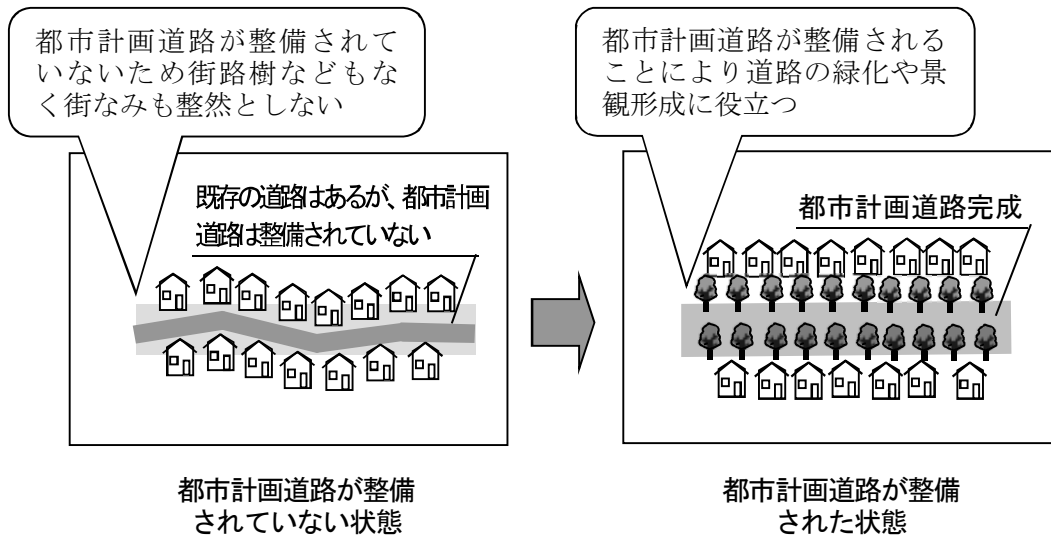 都市計画道路が整備されて
いないため街路樹などもな
く街なみも整然としない
既存の道路はあるが、都市計画
道路は整備されていない
都市計画道路が整備
されていない状態
都市計画道路が整備される
ことにより道路の緑化や景
観形成に役立つ
都市計画道路完成
都市計画道路が整備
された状態